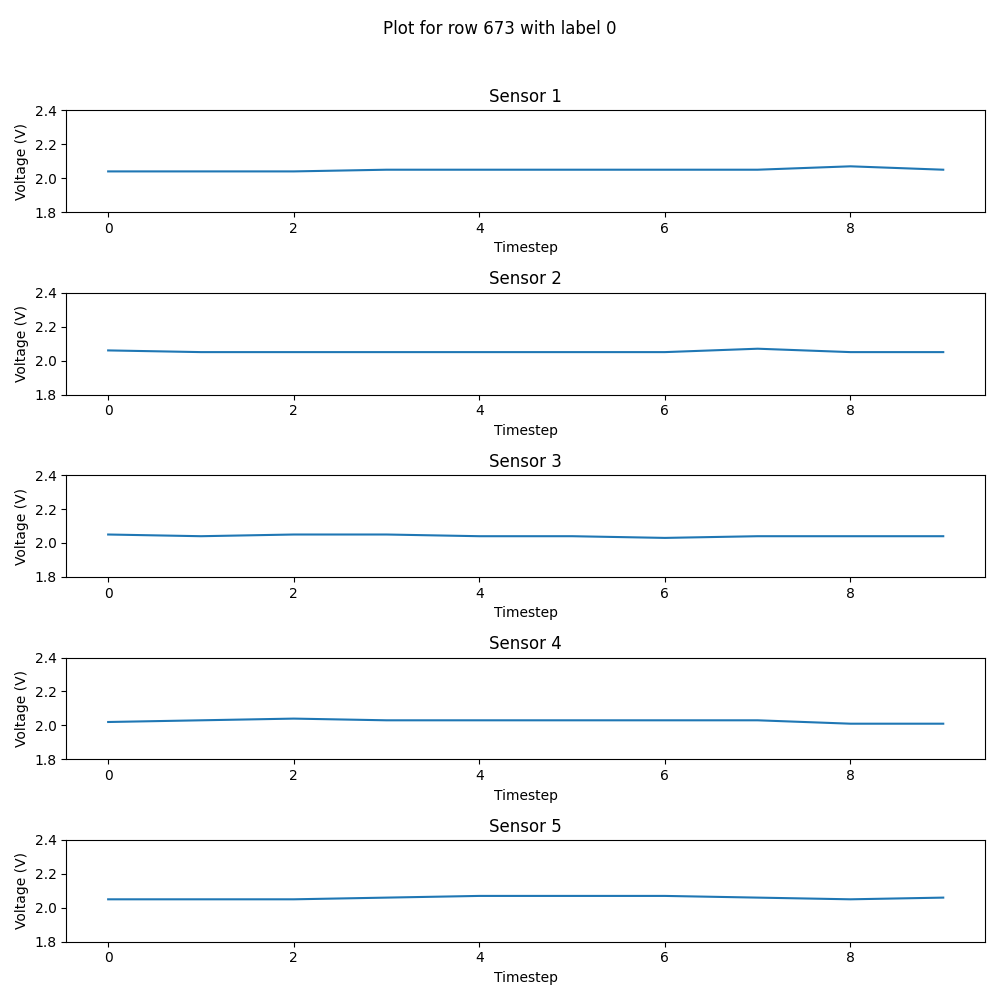 Plot for row 673 with label 0
Sensor 1
2.4
2.2
2.0
1.8
Voltage (V)
0 2 4 6 8
Timestep
Sensor 2
2.4
2.2
2.0
1.8
Voltage (V)
0 2 4 6 8
Timestep
Sensor 3
2.4
2.2
2.0
1.8
Voltage (V)
0 2 4 6 8
Timestep
Sensor 4
2.4
2.2
2.0
1.8
Voltage (V)
0 2 4 6 8
Timestep
Sensor 5
2.4
2.2
2.0
1.8
Voltage (V)
0 2 4 6 8
Timestep